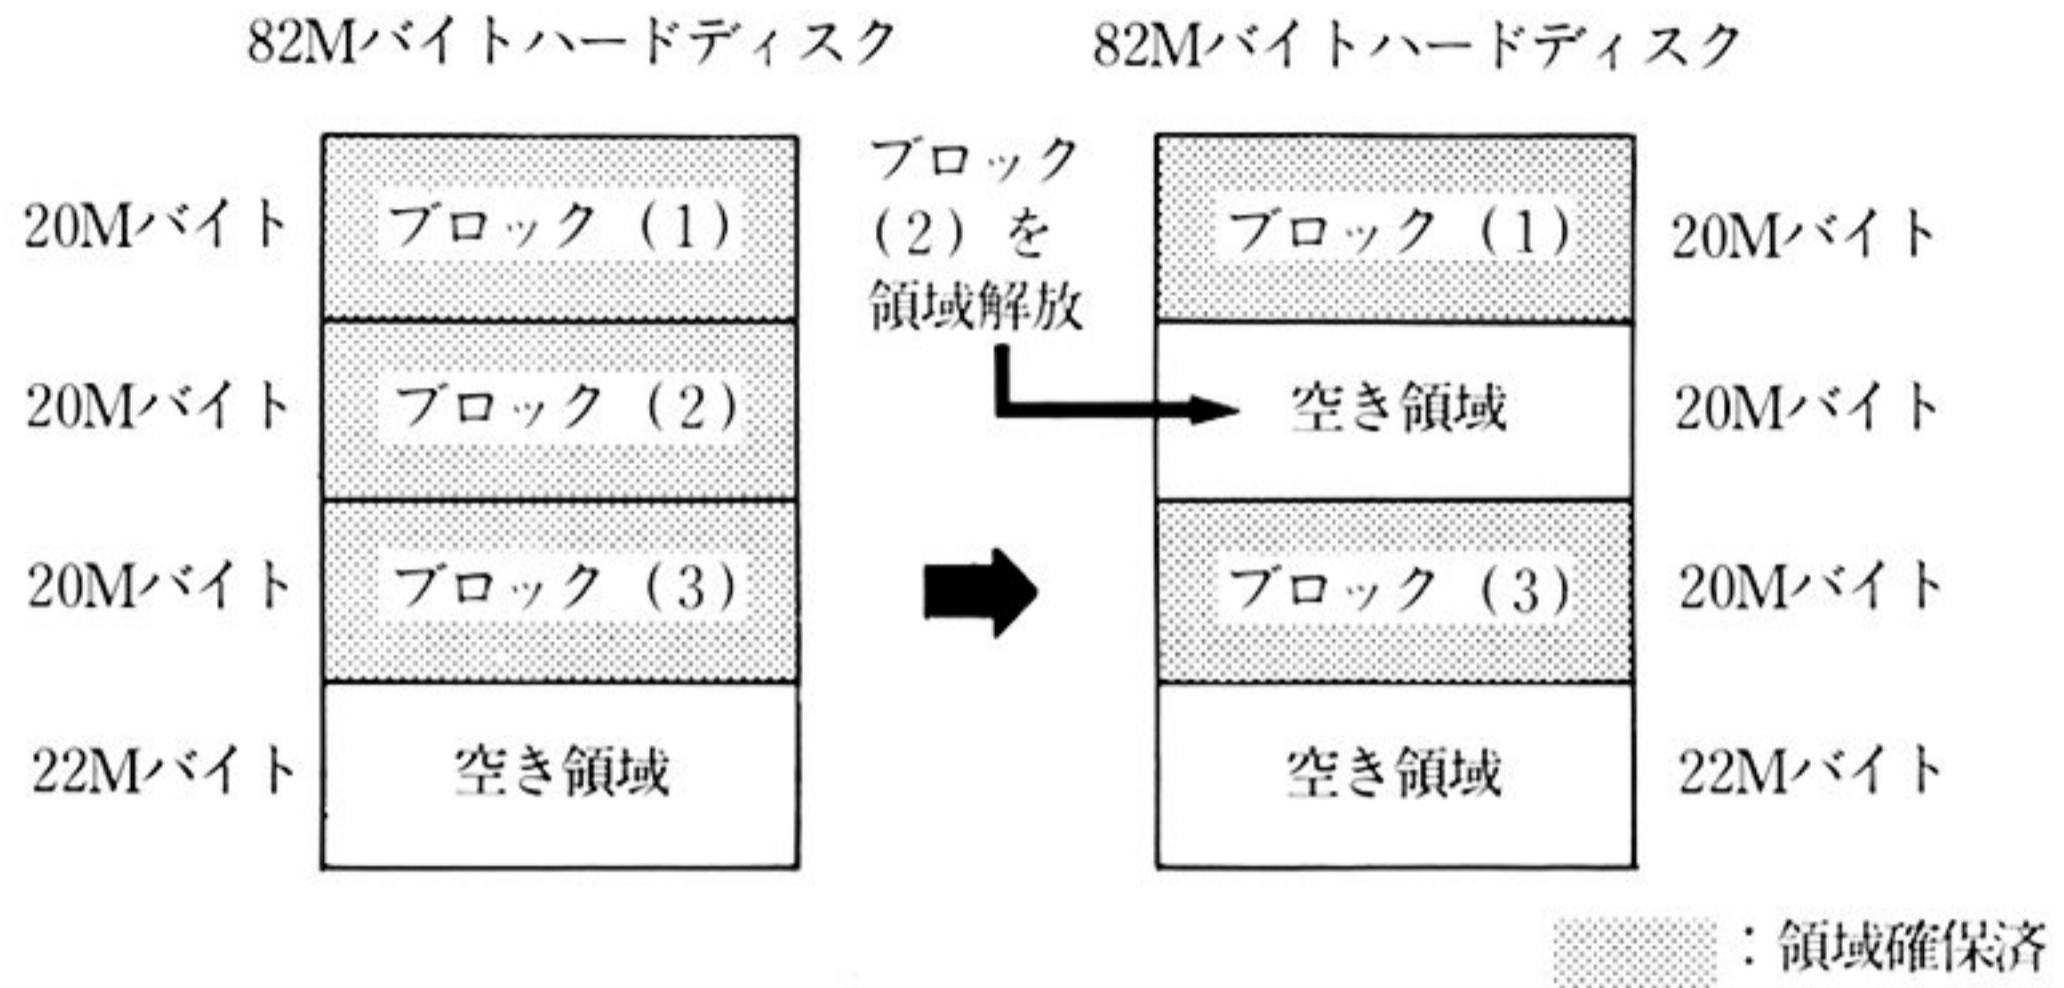 82Mバイトハードディスク
20Mバイト
ブロック (1)
20Mバイト
ブロック (2)
20Mバイト
ブロック (3)
22Mバイト
空き領域
ブロック
(2) を
領域解放
82Mバイトハードディスク
ブロック (1)
20Mバイト
空き領域
20Mバイト
ブロック (3)
20Mバイト
空き領域
22Mバイト
:領域確保済